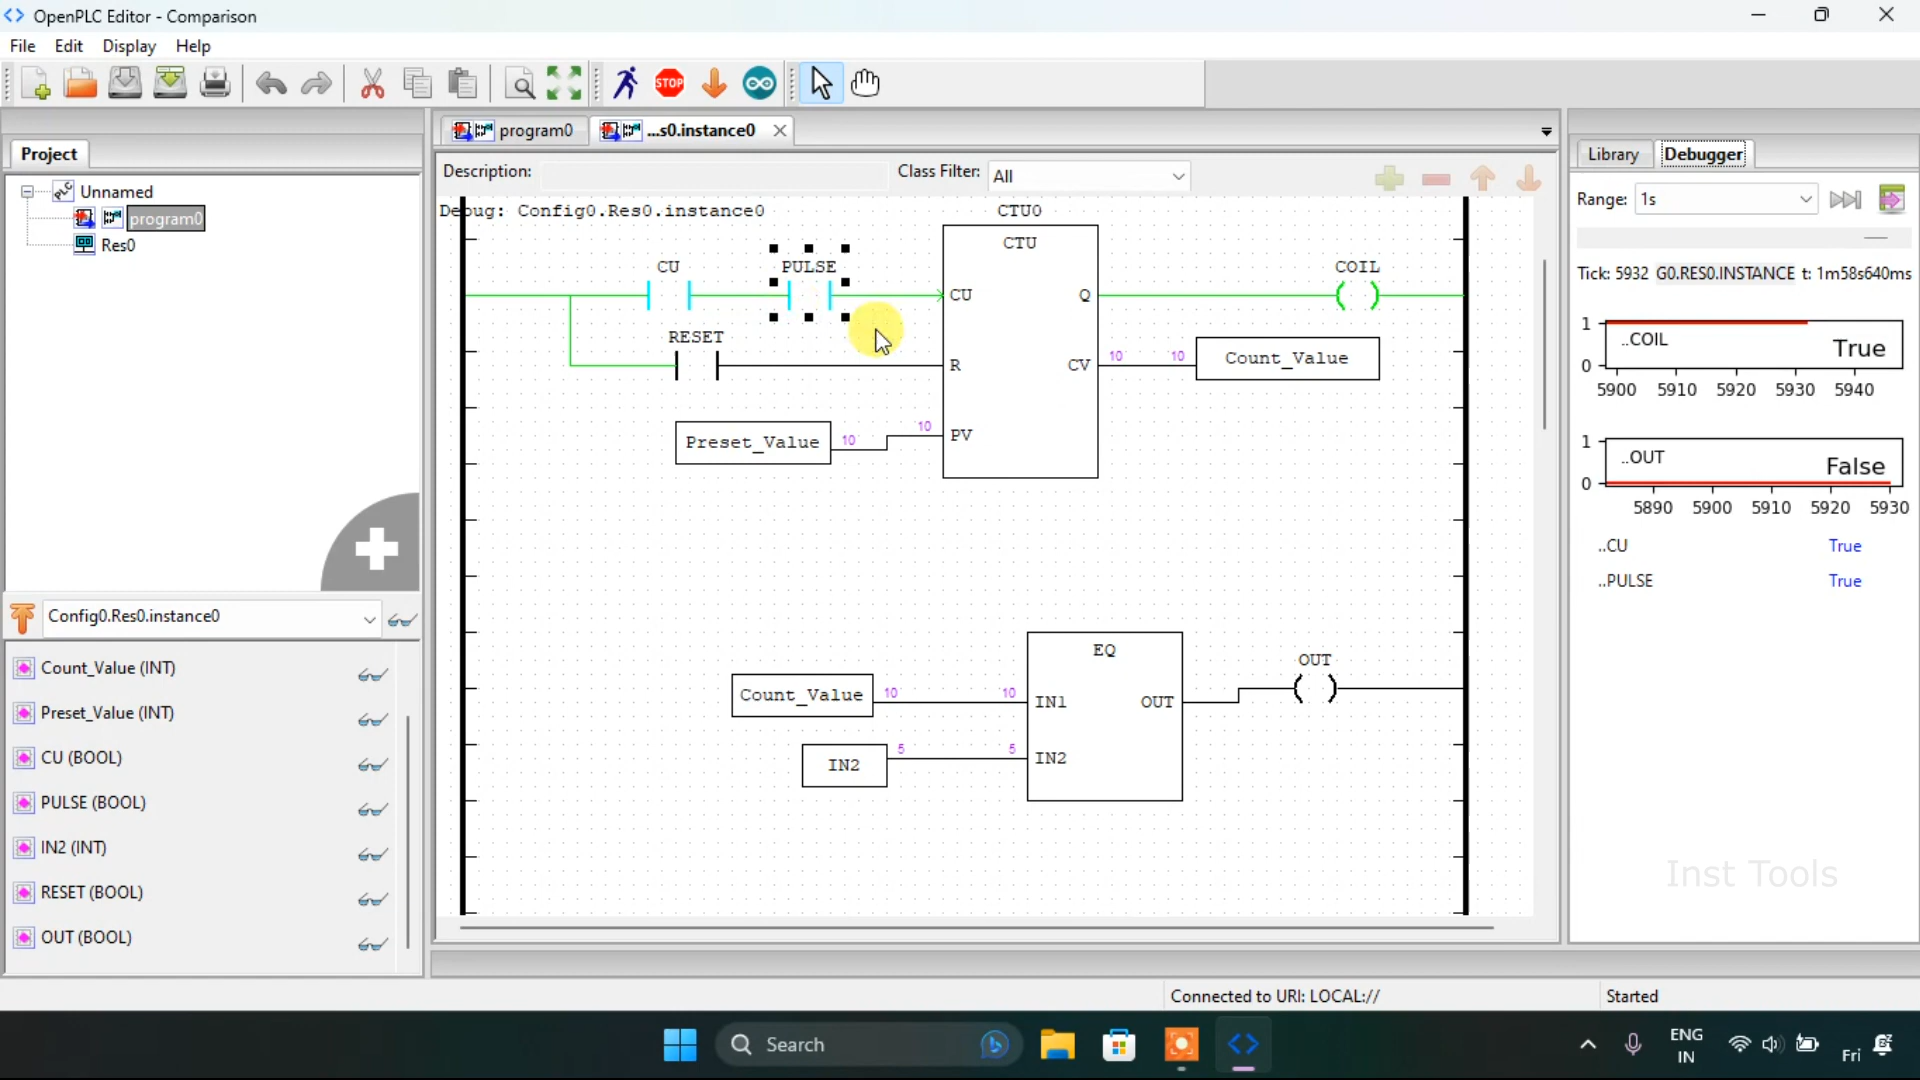 OpenPLC Editor - Comparison
File Edit Display Help
STOP
Project
Unnamed
program0
Res0
Config0.Res0.instance0
Count_Value (INT)
Preset_Value (INT)
CU (BOOL)
PULSE (BOOL)
IN2 (INT)
RESET (BOOL)
OUT (BOOL)
program0 ...s0.instance0
Description: Class Filter: All
Debug: Config0.Res0.instance0
CTU0
CTU
CU PULSE COIL
CU Q
RESET
R CV 10 10 Count_Value
Preset_Value 10 10 PV
EQ
OUT
Count_Value 10 10 IN1 OUT
IN2 5 5 IN2
Library Debugger
Range: 1s
Tick: 5932 G0.RES0.INSTANCE t: 1m58s640ms
1
..COIL True
0
5900 5910 5920 5930 5940
1
..OUT False
0
5890 5900 5910 5920 5930
..CU True
..PULSE True
Inst Tools
Connected to URI: LOCAL:// Started
Search
ENG
IN
Fri